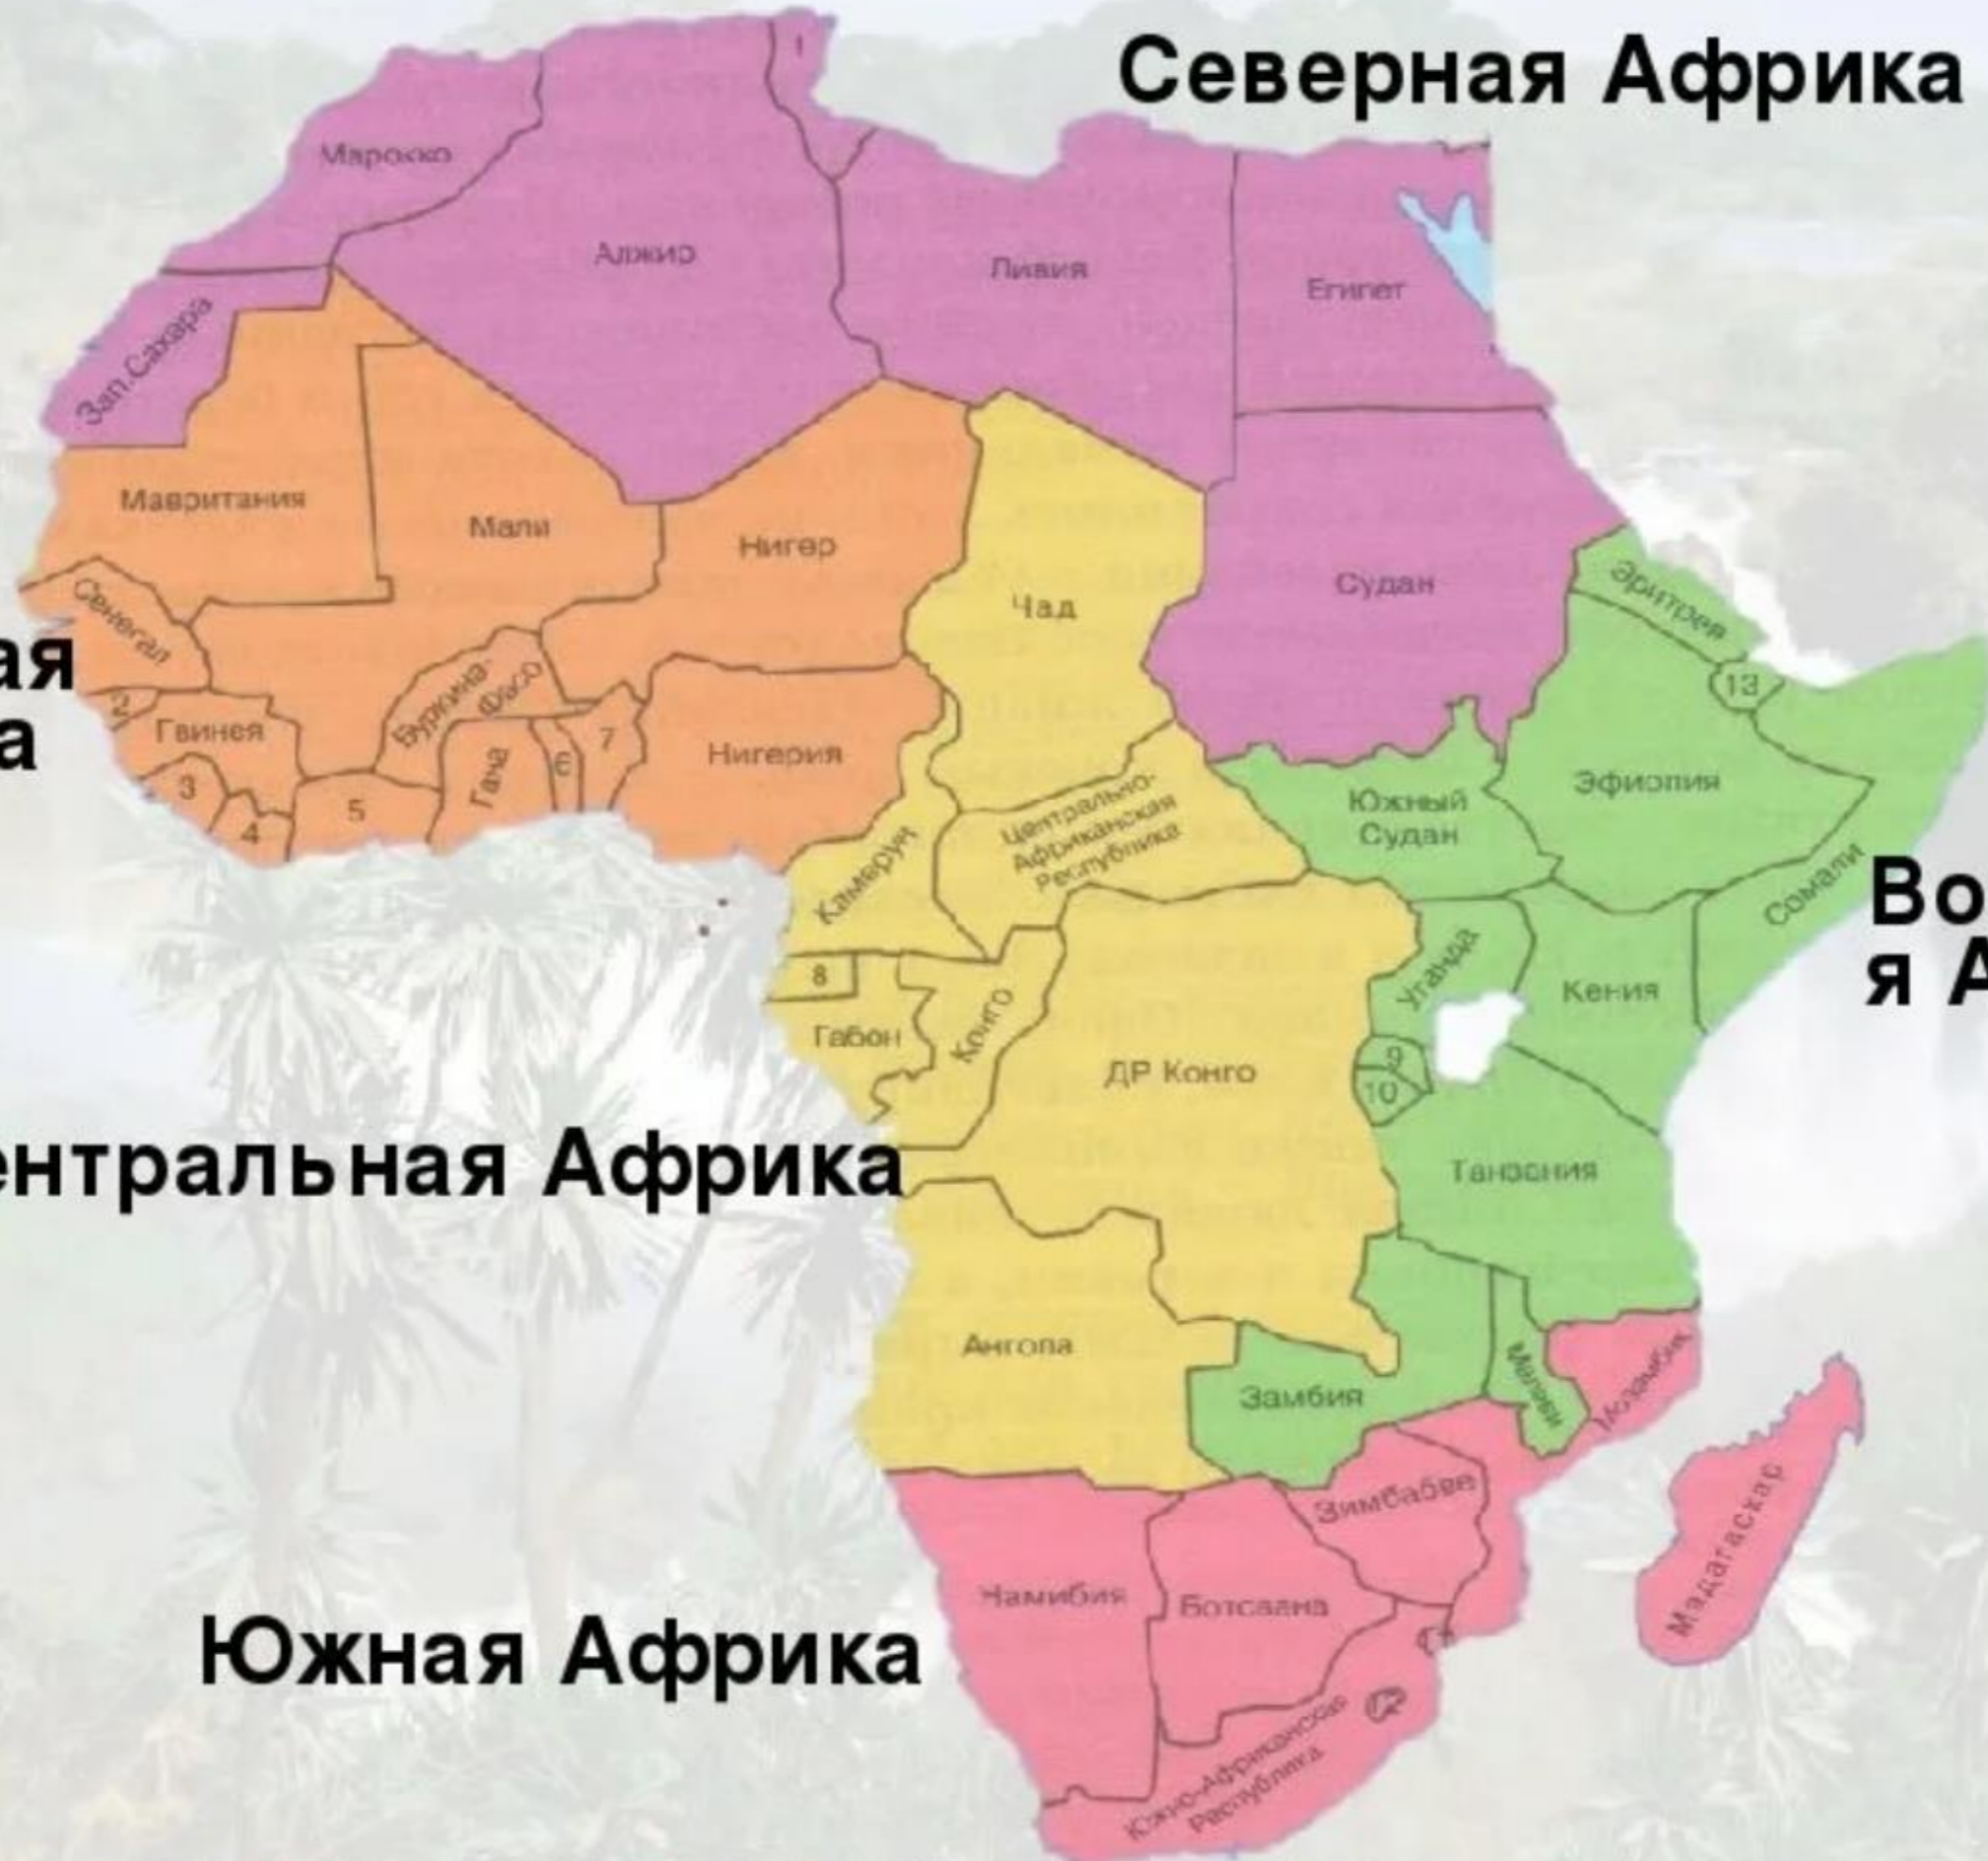 Северная Африка
1
Марокко
Алжир
Ливия
Египет
Зап.Сахара
Мавритания
Мали
Нигер
Чад
Судан
Эритрея
Сенегал
ая
а
2
Гвинея
Буркина-
Фасо
3
4
5
Гана
6
7
Нигерия
13
Эфиопия
Южный
Судан
Центрально-
Африканская
Республика
Камерун
Сомали
Во
я А
8
Габон
Конго
ДР Конго
Уганда
Кения
9
10
ентральная Африка
Танзания
Ангола
Замбия
Малави
Мозамбик
Зимбабве
Мадагаскар
Намибия
Ботсвана
Южная Африка
Южно-Африканская
Республика